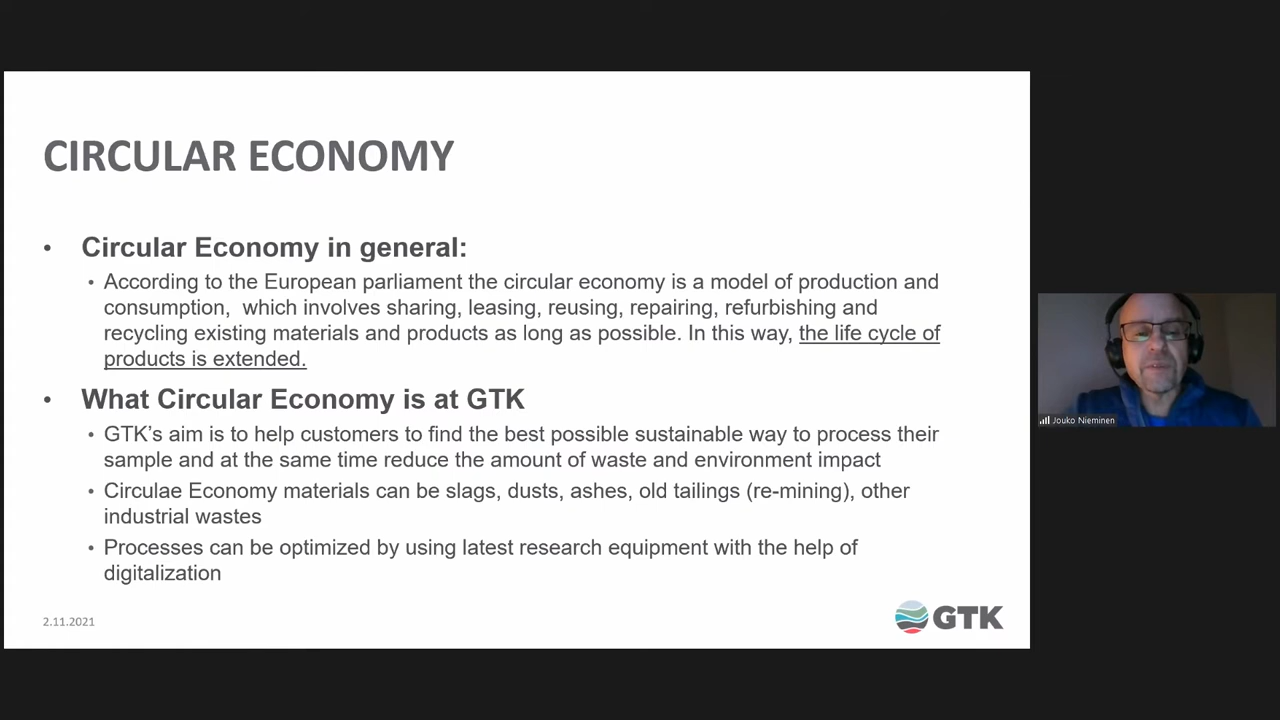 CIRCULAR ECONOMY
• Circular Economy in general:
• According to the European parliament the circular economy is a model of production and
consumption,  which involves sharing, leasing, reusing, repairing, refurbishing and
recycling existing materials and products as long as possible. In this way, the life cycle of
products is extended.
• What Circular Economy is at GTK
• GTK’s aim is to help customers to find the best possible sustainable way to process their
sample and at the same time reduce the amount of waste and environment impact
• Circulae Economy materials can be slags, dusts, ashes, old tailings (re-mining), other
industrial wastes
• Processes can be optimized by using latest research equipment with the help of
digitalization
2.11.2021
GTK
Jouko Nieminen